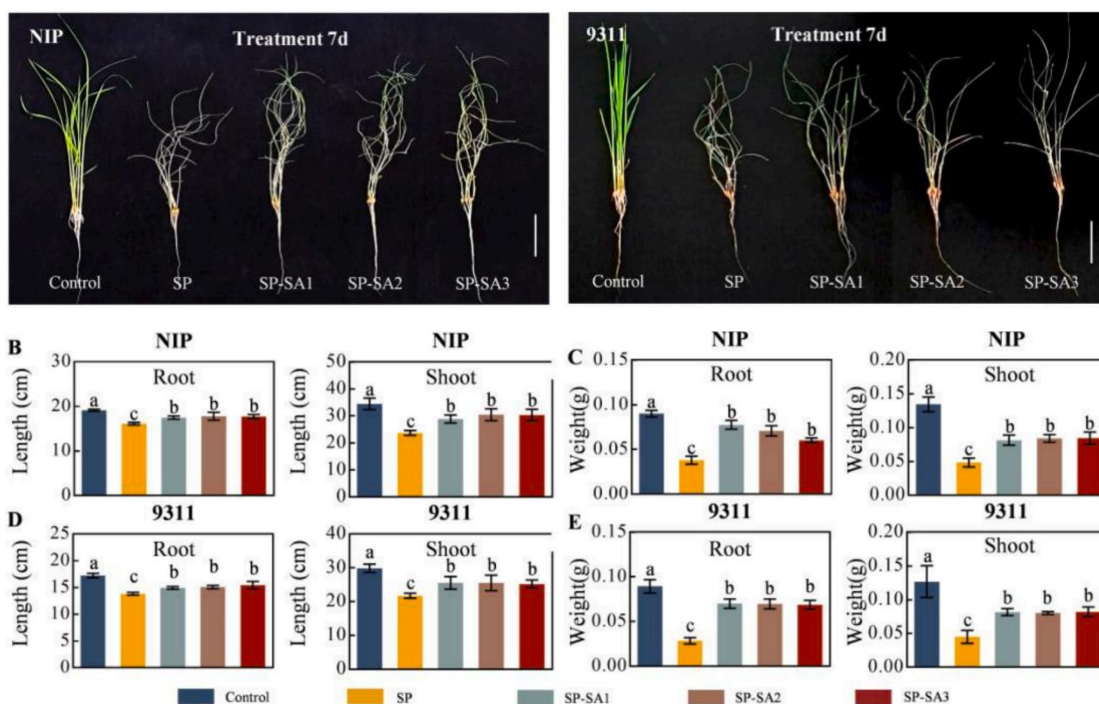 NIP Treatment 7d
Control SP SP-SA1 SP-SA2 SP-SA3
9311 Treatment 7d
Control SP SP-SA1 SP-SA2 SP-SA3
B NIP
Length (cm)
30
20
10
0
Root
a c b b b
Length (cm)
50
40
30
20
10
0
Shoot
a c b b b
C NIP
Weight(g)
0.15
0.10
0.05
0.00
Root
a c b b b
Weight(g)
0.20
0.15
0.10
0.05
0.00
Shoot
a c b b b
D 9311
Length (cm)
25
20
15
10
5
0
Root
a c b b b
Length (cm)
40
30
20
10
0
Shoot
a c b b b
E 9311
Weight(g)
0.15
0.10
0.05
0.00
Root
a c b b b
Weight(g)
0.20
0.15
0.10
0.05
0.00
Shoot
a c b b b
Control SP SP-SA1 SP-SA2 SP-SA3